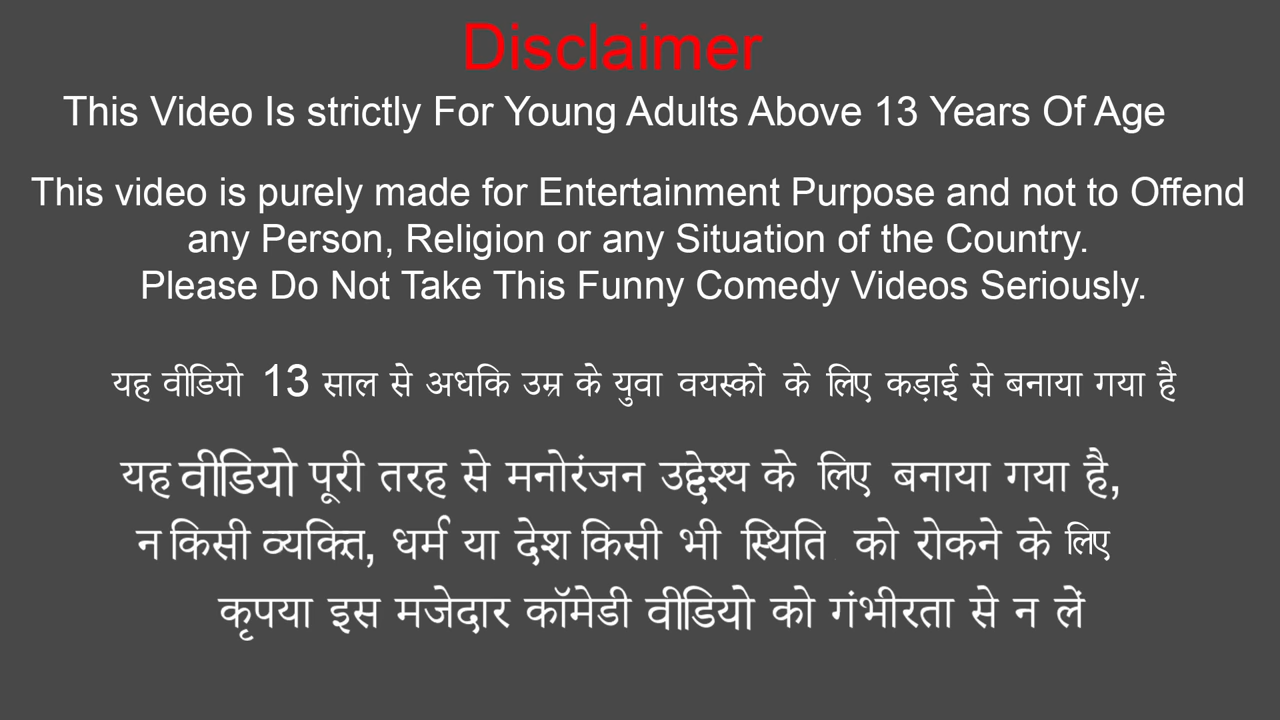 Disclaimer
This Video Is strictly For Young Adults Above 13 Years Of Age
This video is purely made for Entertainment Purpose and not to Offend
any Person, Religion or any Situation of the Country.
Please Do Not Take This Funny Comedy Videos Seriously.
यह वीडियो 13 साल से अधकि उम्र के युवा वयस्कों के लिए कड़ाई से बनाया गया है
यह वीडियो पूरी तरह से मनोरंजन उद्देश्य के लिए बनाया गया है,
न किसी व्यक्ति, धर्म या देश किसी भी स्थिति को रोकने के लिए
कृपया इस मजेदार कॉमेडी वीडियो को गंभीरता से न लें